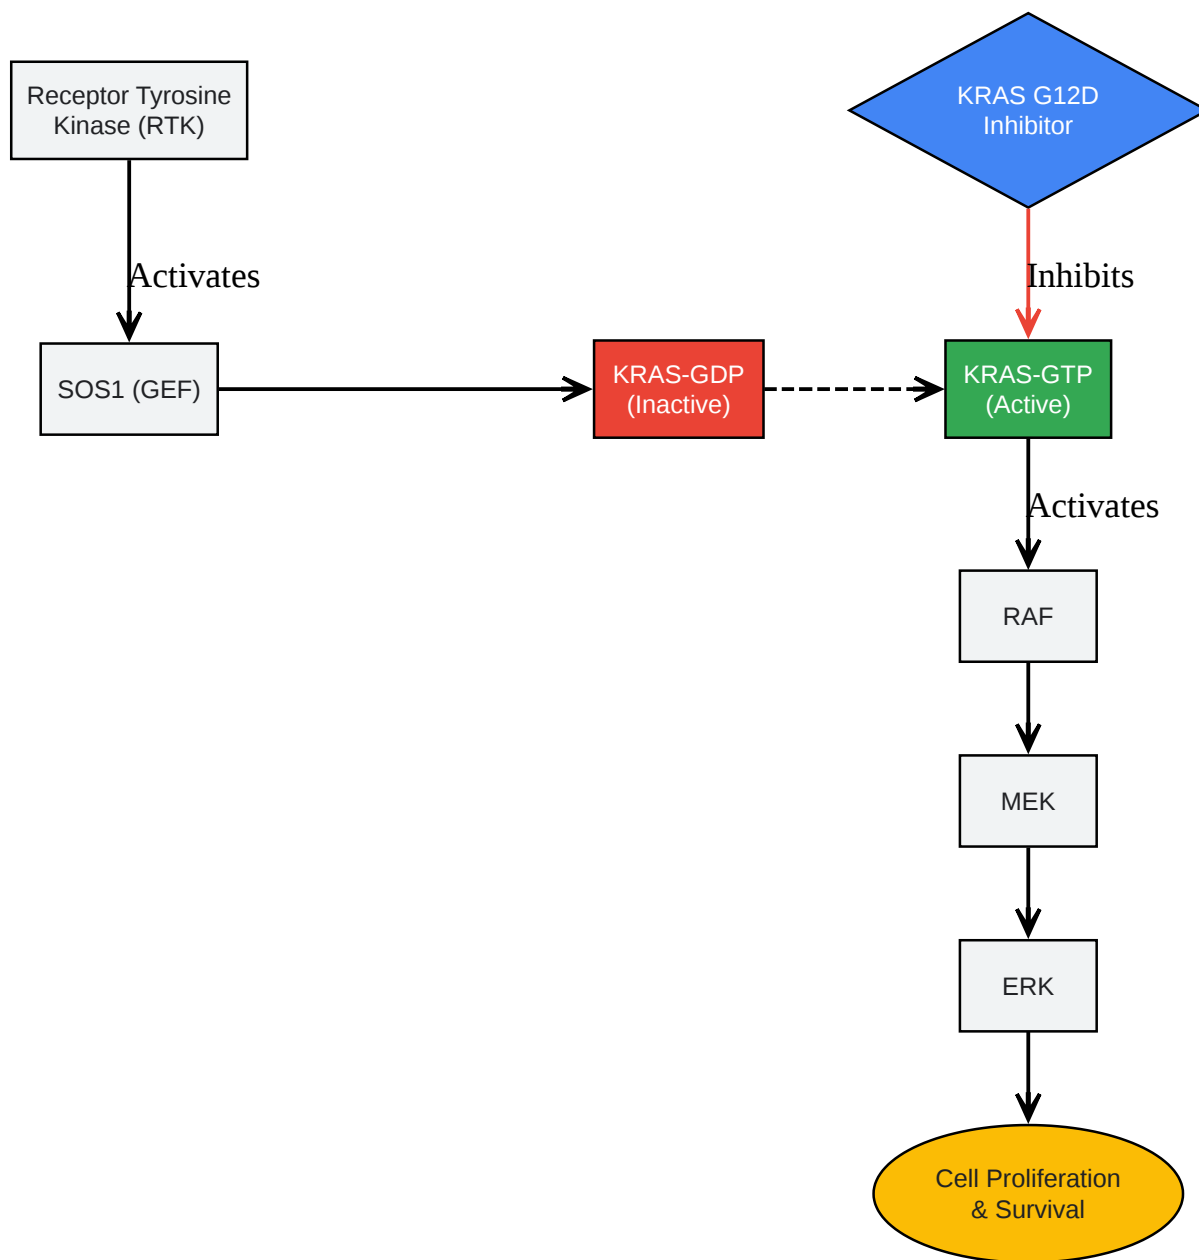 Receptor Tyrosine
Kinase (RTK)
KRAS G12D
Inhibitor
Activates
Inhibits
SOS1 (GEF)
KRAS-GDP
(Inactive)
KRAS-GTP
(Active)
Activates
RAF
MEK
ERK
Cell Proliferation
& Survival